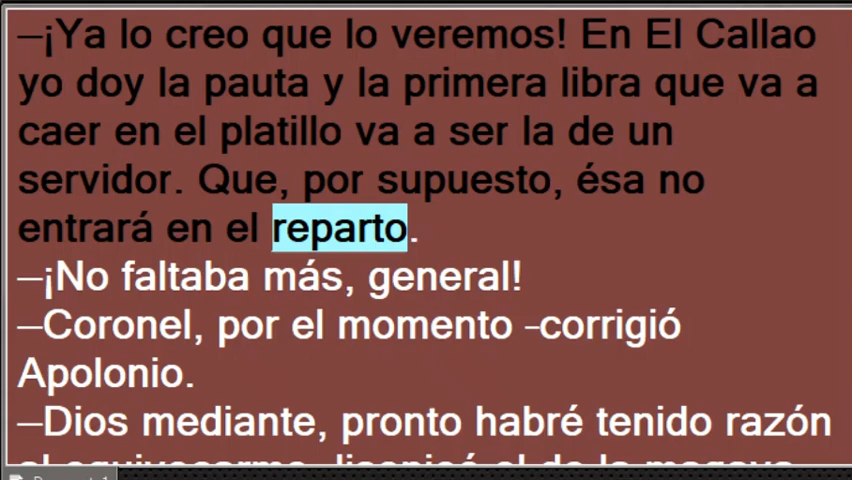 —¡Ya lo creo que lo veremos! En El Callao
yo doy la pauta y la primera libra que va a
caer en el platillo va a ser la de un
servidor. Que, por supuesto, ésa no
entrará en el reparto.
—¡No faltaba más, general!
—Coronel, por el momento -corrigió
Apolonio.
—Dios mediante, pronto habré tenido razón